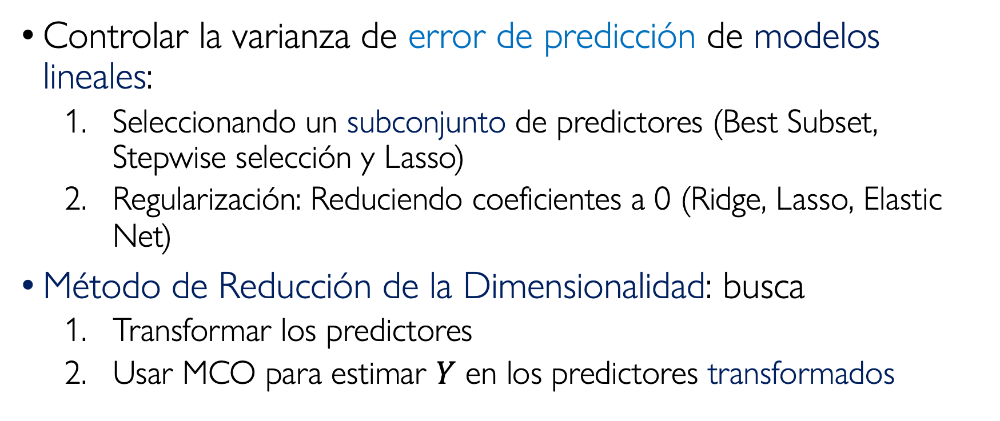 • Controlar la varianza de error de predicción de modelos
lineales:
1. Seleccionando un subconjunto de predictores (Best Subset,
Stepwise selección y Lasso)
2. Regularización: Reduciendo coeficientes a 0 (Ridge, Lasso, Elastic
Net)
• Método de Reducción de la Dimensionalidad: busca
1. Transformar los predictores
2. Usar MCO para estimar Y en los predictores transformados